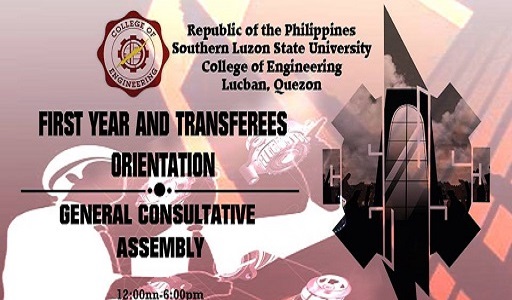 COLLEGE OF
ENGINEERING
Republic of the Philippines
Southern Luzon State University
College of Engineering
Lucban, Quezon
FIRST YEAR AND TRANSFEREES
ORIENTATION
GENERAL CONSULTATIVE
ASSEMBLY
12:00nn-6:00pm